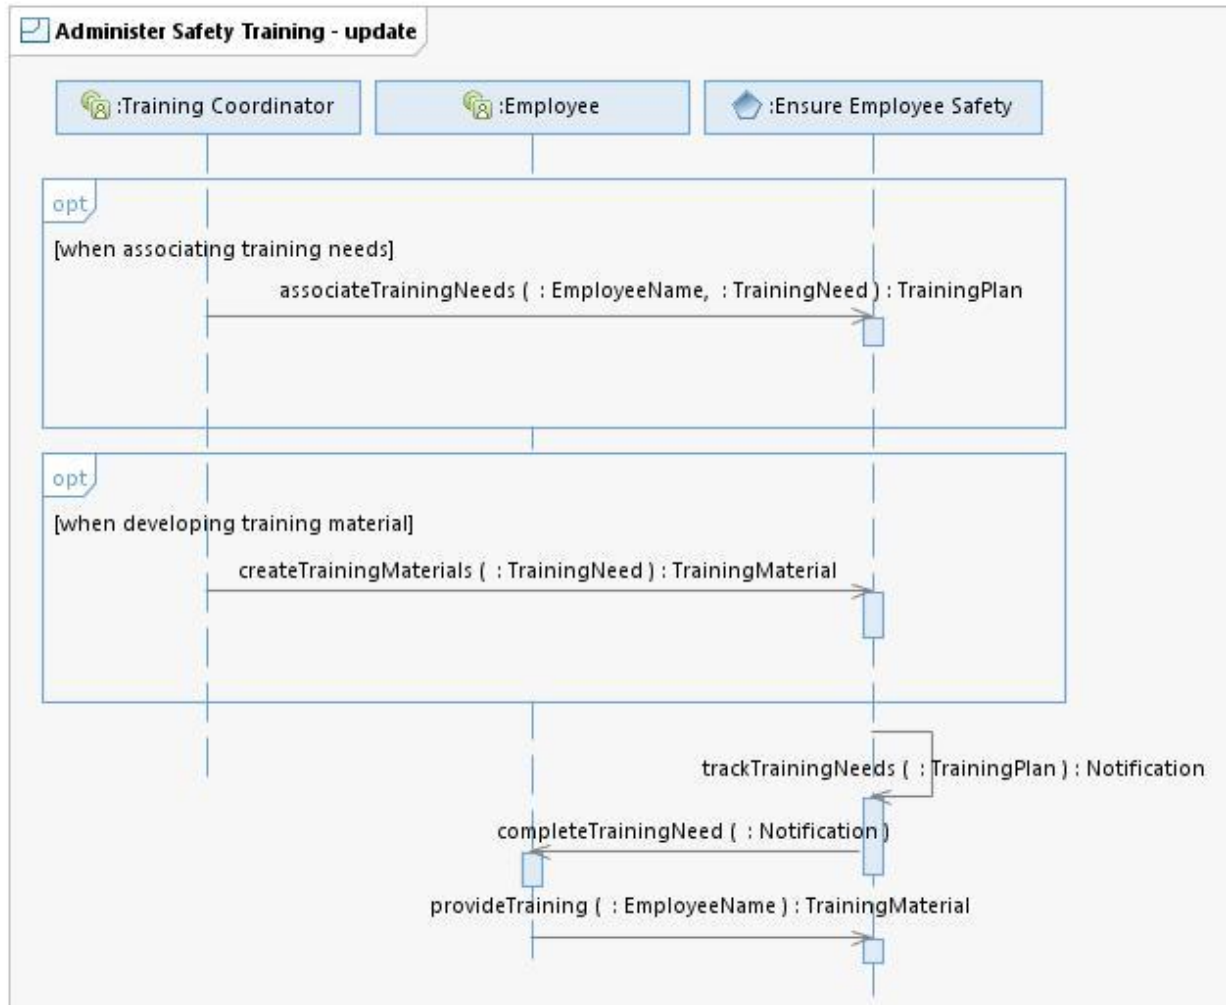 Administer Safety Training - update
:Training Coordinator
:Employee
:Ensure Employee Safety
opt
[when associating training needs]
associateTrainingNeeds ( : EmployeeName, : TrainingNeed ) : TrainingPlan
opt
[when developing training material]
createTrainingMaterials ( : TrainingNeed ) : TrainingMaterial
trackTrainingNeeds ( : TrainingPlan ) : Notification
completeTrainingNeed ( : Notification )
provideTraining ( : EmployeeName ) : TrainingMaterial